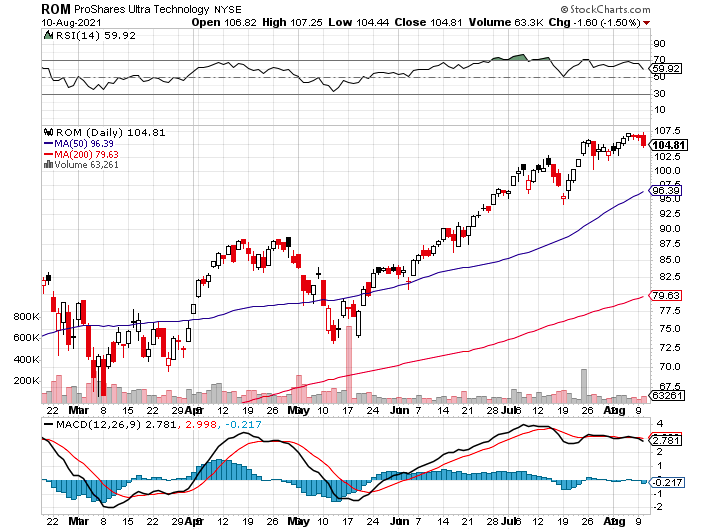 ROM ProShares Ultra Technology NYSE © StockCharts.com
10-Aug-2021 Open 106.82 High 107.25 Low 104.44 Close 104.81 Volume 63.3K Chg -1.60 (-1.50%)
RSI(14) 59.92
90
70
59.92
50
30
10
ROM (Daily) 104.81
MA(50) 96.39
MA(200) 79.63
Volume 63,261
107.5
104.81
102.5
100.0
97.5
96.39
95.0
92.5
90.0
87.5
85.0
82.5
79.63
77.5
75.0
72.5
70.0
67.5
63261
800K
600K
400K
200K
22 Mar 8 15 22 29 Apr 12 19 26 May 10 17 24 Jun 7 14 21 28 Jul 6 12 19 26 Aug 9
MACD(12,26,9) 2.781, 2.998, -0.217
4
2.781
2
1
-0.217
-1
-2
22 Mar 8 15 22 29 Apr 12 19 26 May 10 17 24 Jun 7 14 21 28 Jul 6 12 19 26 Aug 9